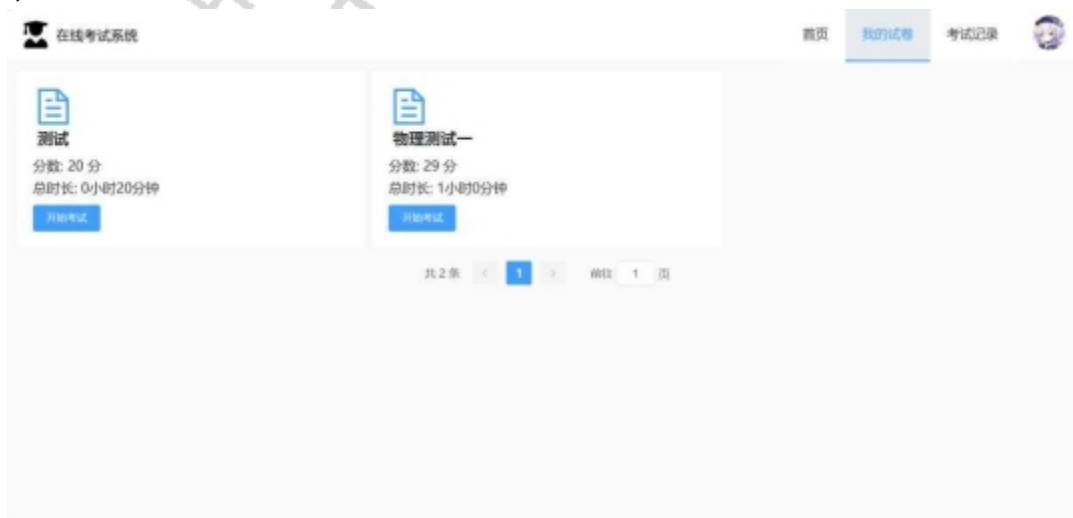 在线考试系统
首页 我的试卷 考试记录
测试
分数: 20 分
总时长: 0小时20分钟
开始考试
物理测试一
分数: 29 分
总时长: 1小时0分钟
开始考试
共 2 条 1 前往 1 页